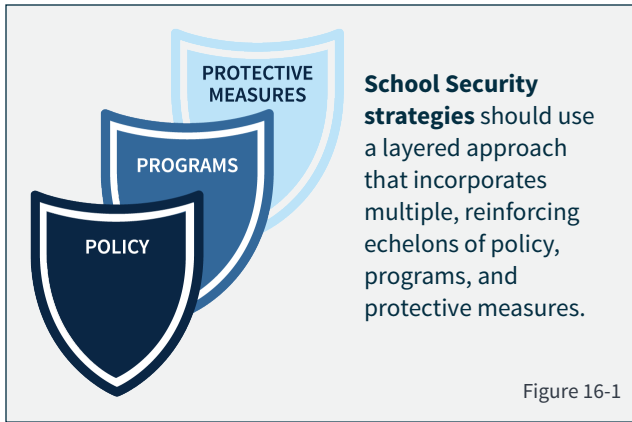 PROTECTIVE
MEASURES
PROGRAMS
POLICY
School Security
strategies should use
a layered approach
that incorporates
multiple, reinforcing
echelons of policy,
programs, and
protective measures.
Figure 16-1